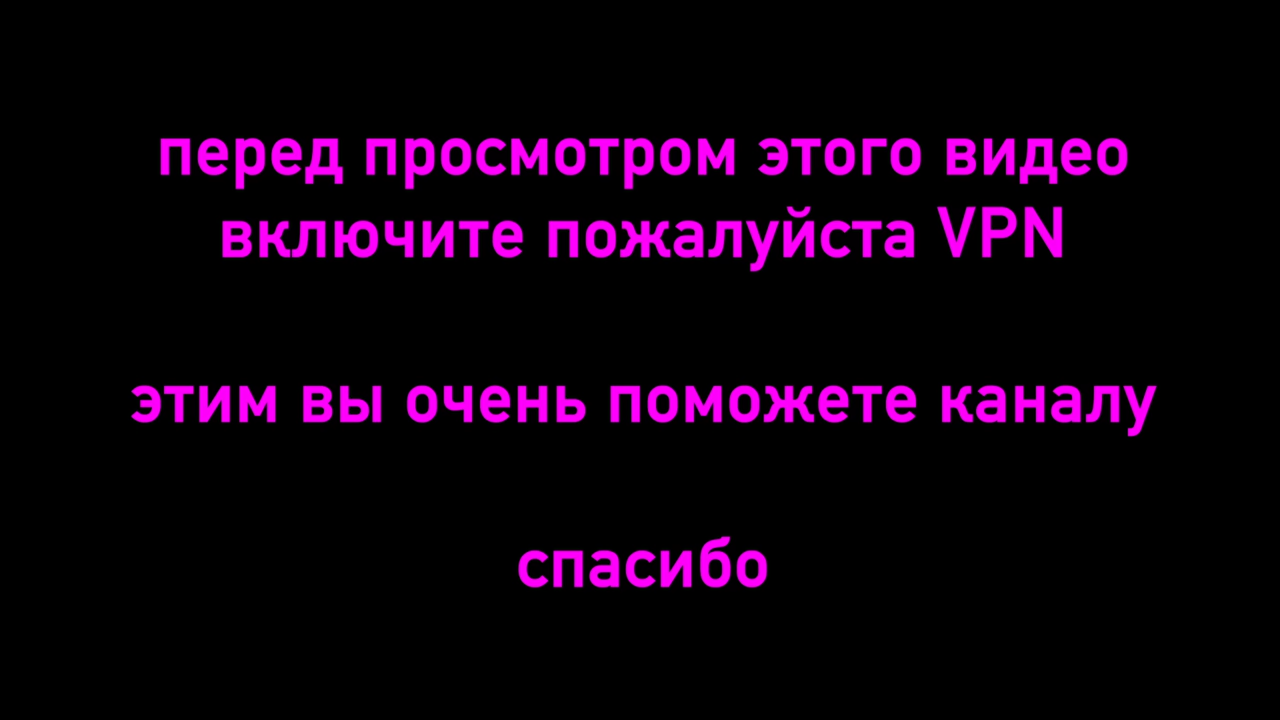 перед просмотром этого видео
включите пожалуйста VPN
этим вы очень поможете каналу
спасибо